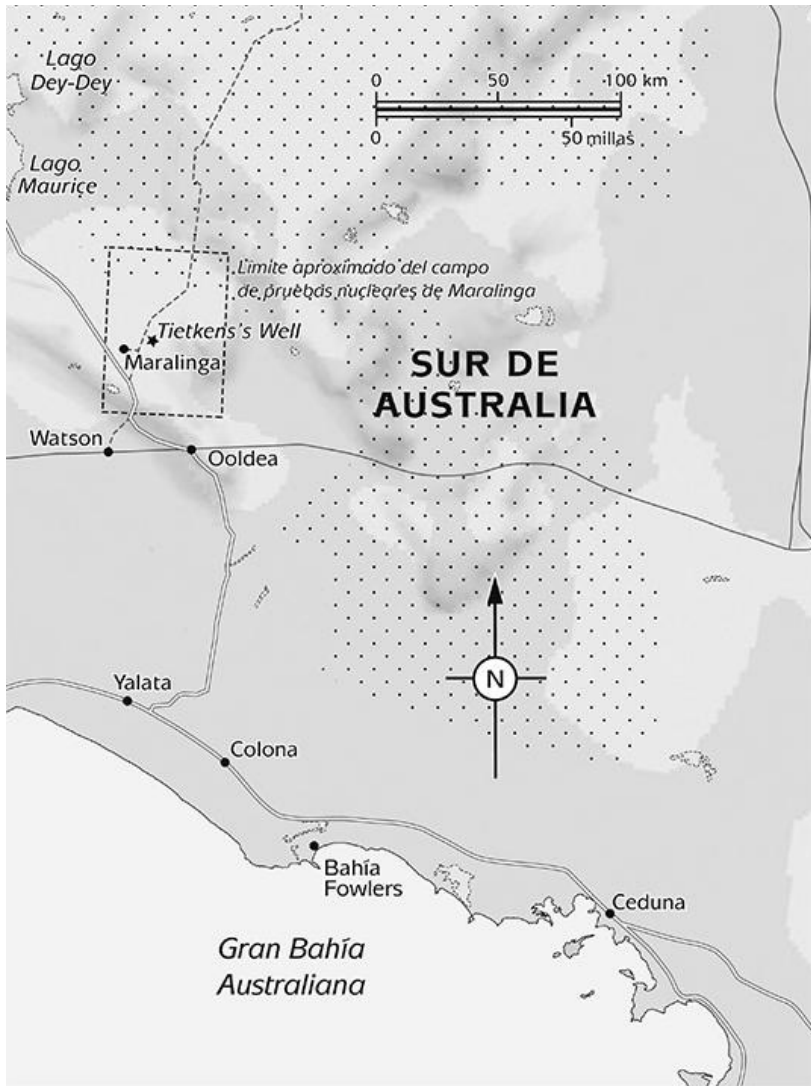 Lago
Dey-Dey
0 50 100 km
0 50 millas
Lago
Maurice
Límite aproximado del campo
de pruebas nucleares de Maralinga
Tietkens's Well
Maralinga
SUR DE
AUSTRALIA
Watson
Ooldea
N
Yalata
Colona
Bahía
Fowlers
Ceduna
Gran Bahía
Australiana